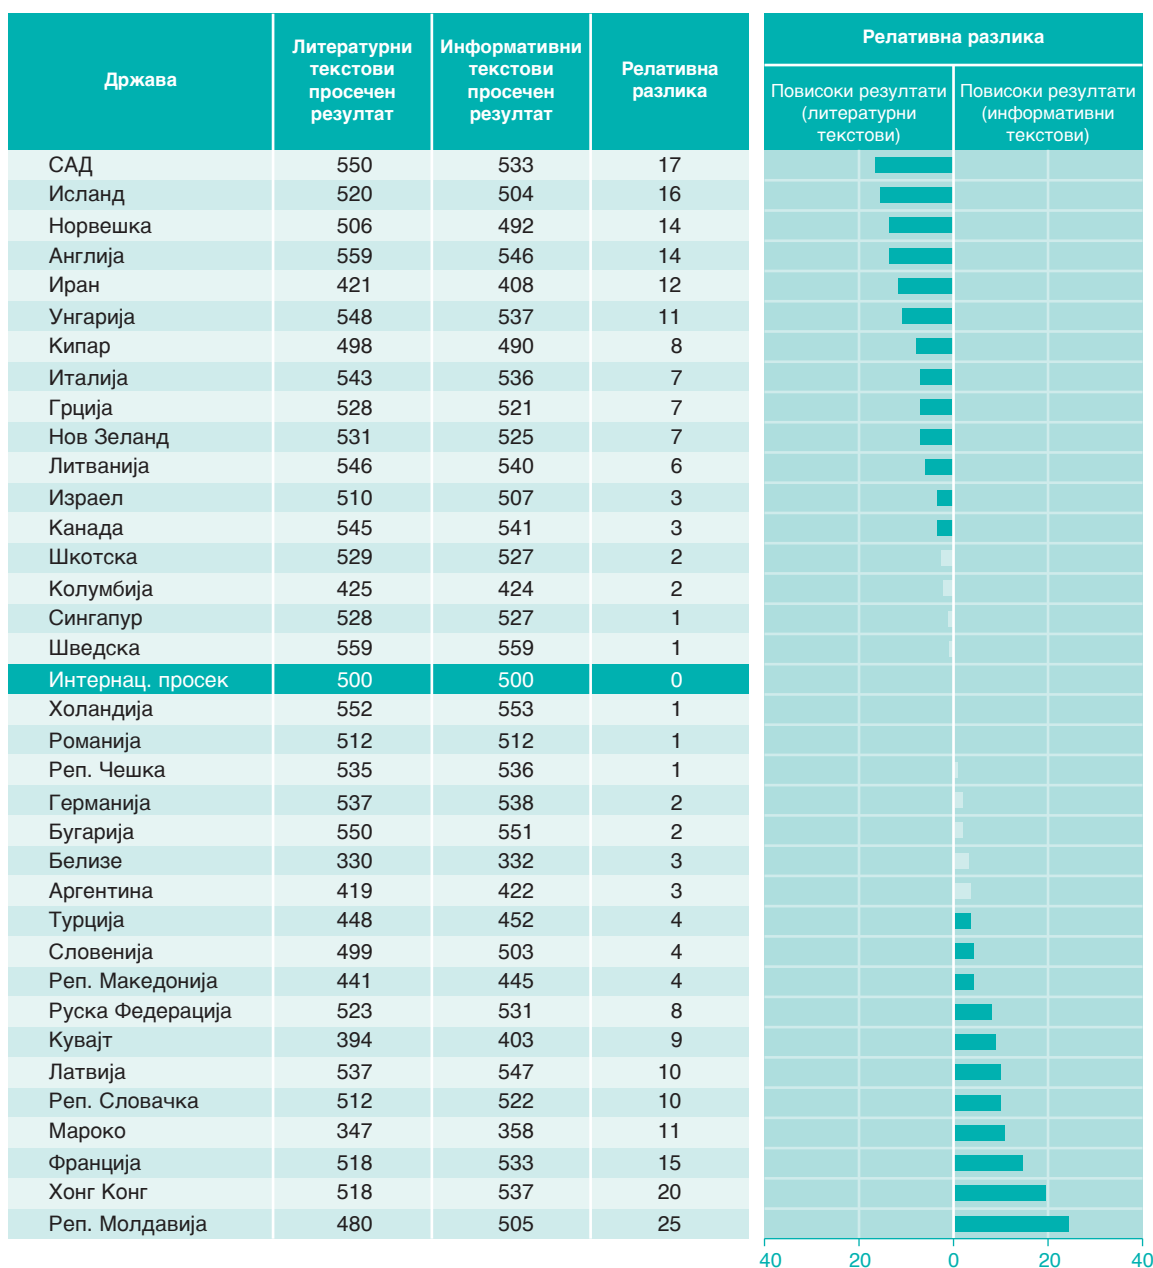 Држава
Литературни
текстови
просечен
резултат
Информативни
текстови
просечен
резултат
Релативна
разлика
Релативна разлика
Повисоки резултати
(литературни
текстови)
Повисоки резултати
(информативни
текстови)
САД 550 533 17
Исланд 520 504 16
Норвешка 506 492 14
Англија 559 546 14
Иран 421 408 12
Унгарија 548 537 11
Кипар 498 490 8
Италија 543 536 7
Грција 528 521 7
Нов Зеланд 531 525 7
Литванија 546 540 6
Израел 510 507 3
Канада 545 541 3
Шкотска 529 527 2
Колумбија 425 424 2
Сингапур 528 527 1
Шведска 559 559 1
Интернац. просек 500 500 0
Холандија 552 553 1
Романија 512 512 1
Реп. Чешка 535 536 1
Германија 537 538 2
Бугарија 550 551 2
Белизе 330 332 3
Аргентина 419 422 3
Турција 448 452 4
Словенија 499 503 4
Реп. Македонија 441 445 4
Руска Федерација 523 531 8
Кувајт 394 403 9
Латвија 537 547 10
Реп. Словачка 512 522 10
Мароко 347 358 11
Франција 518 533 15
Хонг Конг 518 537 20
Реп. Молдавија 480 505 25
40 20 0 20 40